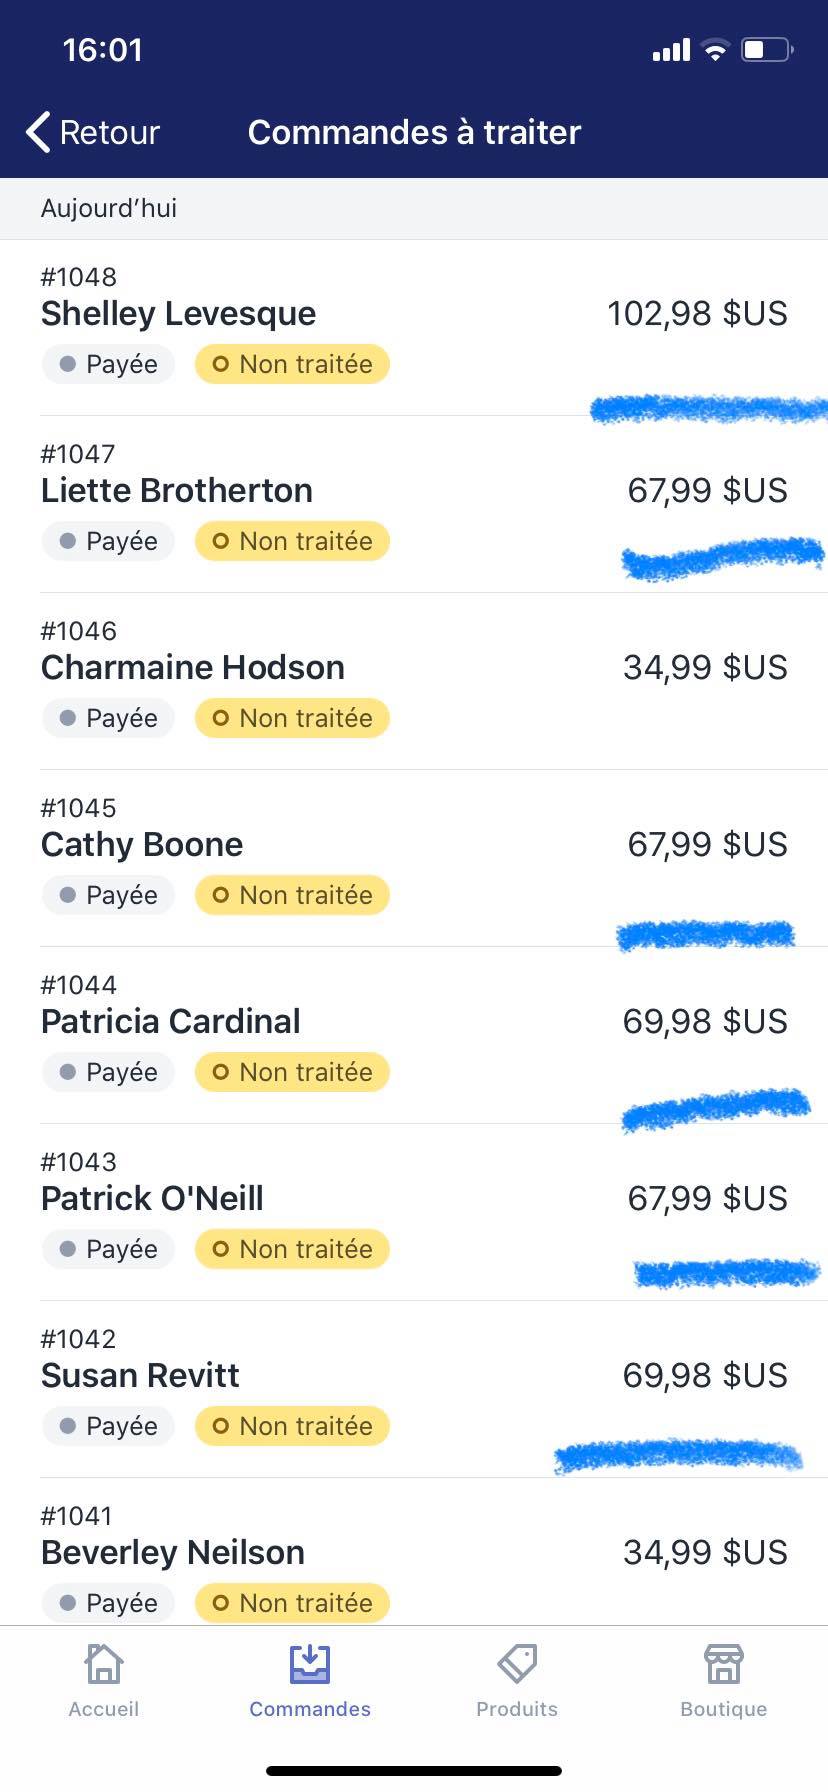 16:01
Retour
Commandes à traiter
Aujourd'hui
#1048
Shelley Levesque 102,98 $US
Payée Non traitée
#1047
Liette Brotherton 67,99 $US
Payée Non traitée
#1046
Charmaine Hodson 34,99 $US
Payée Non traitée
#1045
Cathy Boone 67,99 $US
Payée Non traitée
#1044
Patricia Cardinal 69,98 $US
Payée Non traitée
#1043
Patrick O'Neill 67,99 $US
Payée Non traitée
#1042
Susan Revitt 69,98 $US
Payée Non traitée
#1041
Beverley Neilson 34,99 $US
Payée Non traitée
Accueil Commandes Produits Boutique